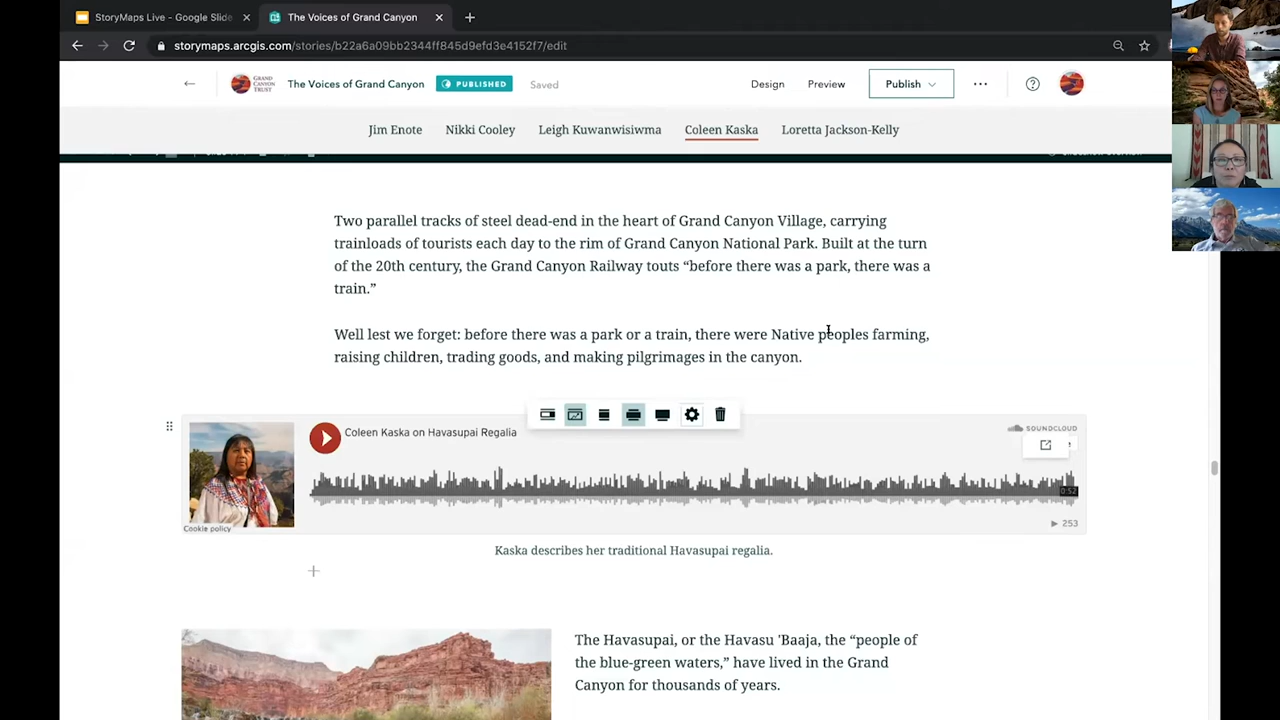 StoryMaps Live - Google Slide
The Voices of Grand Canyon
storymaps.arcgis.com/stories/b22a6a09bb2344ff845d9efd3e4152f7/edit
GRAND CANYON TRUST
The Voices of Grand Canyon
PUBLISHED
Saved
Design
Preview
Publish
Jim Enote
Nikki Cooley
Leigh Kuwanwisiwma
Coleen Kaska
Loretta Jackson-Kelly
Two parallel tracks of steel dead-end in the heart of Grand Canyon Village, carrying
trainloads of tourists each day to the rim of Grand Canyon National Park. Built at the turn
of the 20th century, the Grand Canyon Railway touts “before there was a park, there was a
train.”
Well lest we forget: before there was a park or a train, there were Native peoples farming,
raising children, trading goods, and making pilgrimages in the canyon.
Coleen Kaska on Havasupai Regalia
SOUNDCLOUD
0:52
253
Cookie policy
Kaska describes her traditional Havasupai regalia.
The Havasupai, or the Havasu 'Baaja, the “people of
the blue-green waters,” have lived in the Grand
Canyon for thousands of years.